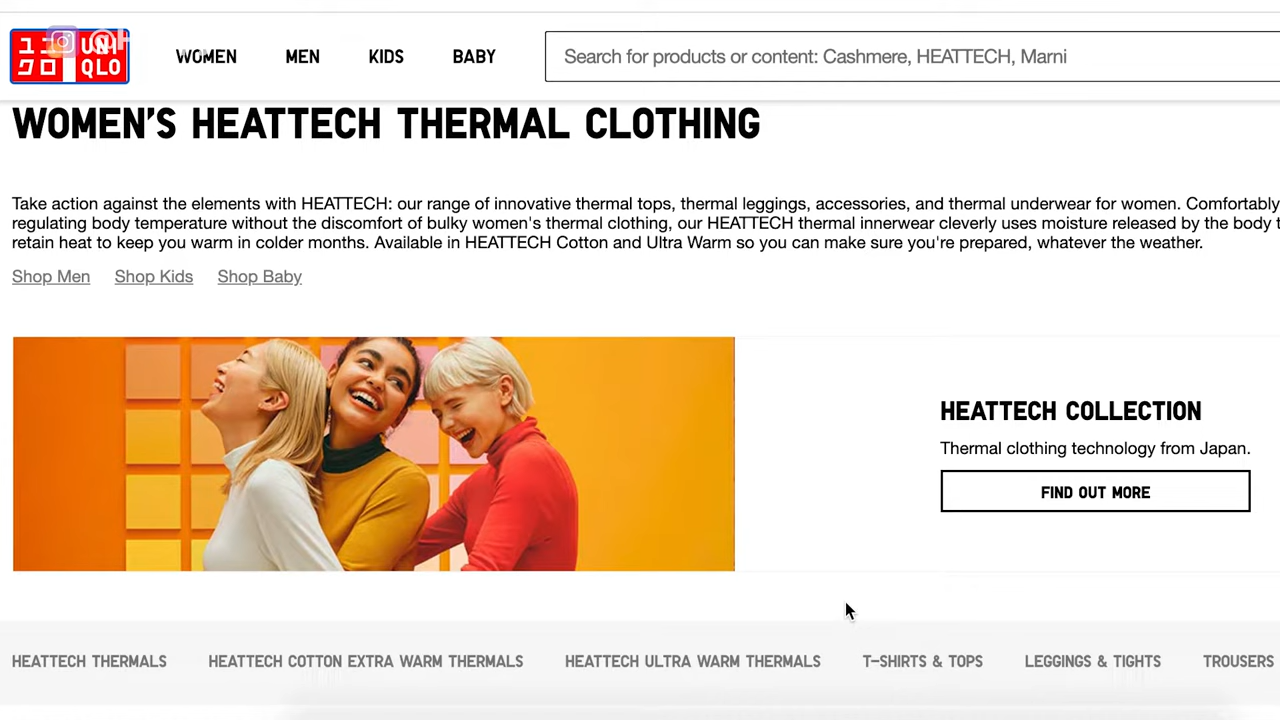 ユニ UNI
クロ QLO
WOMEN MEN KIDS BABY Search for products or content: Cashmere, HEATTECH, Marni
WOMEN'S HEATTECH THERMAL CLOTHING
Take action against the elements with HEATTECH: our range of innovative thermal tops, thermal leggings, accessories, and thermal underwear for women. Comfortably
regulating body temperature without the discomfort of bulky women's thermal clothing, our HEATTECH thermal innerwear cleverly uses moisture released by the body
retain heat to keep you warm in colder months. Available in HEATTECH Cotton and Ultra Warm so you can make sure you're prepared, whatever the weather.
Shop Men Shop Kids Shop Baby
HEATTECH COLLECTION
Thermal clothing technology from Japan.
FIND OUT MORE
HEATTECH THERMALS HEATTECH COTTON EXTRA WARM THERMALS HEATTECH ULTRA WARM THERMALS T-SHIRTS & TOPS LEGGINGS & TIGHTS TROUSERS